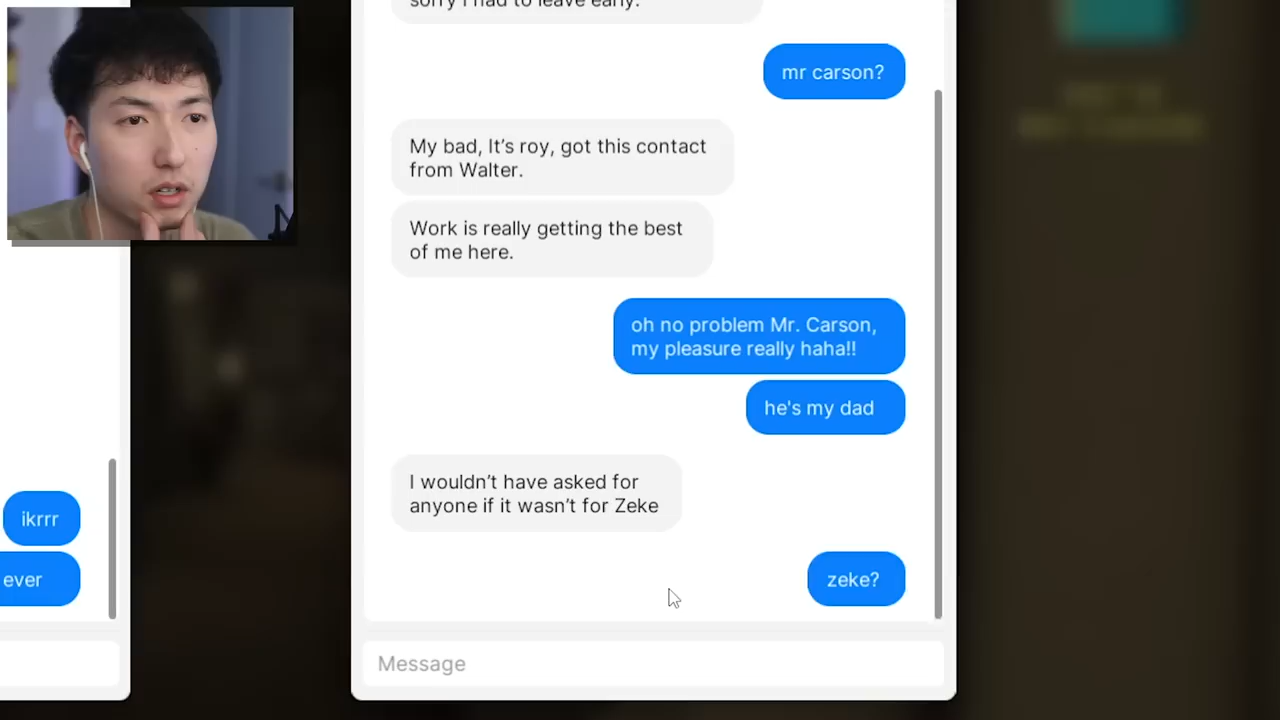 sorry I had to leave early.
mr carson?
My bad, It's roy, got this contact
from Walter.
Work is really getting the best
of me here.
oh no problem Mr. Carson,
my pleasure really haha!!
he's my dad
I wouldn't have asked for
anyone if it wasn't for Zeke
zeke?
Message
ikrrr
ever